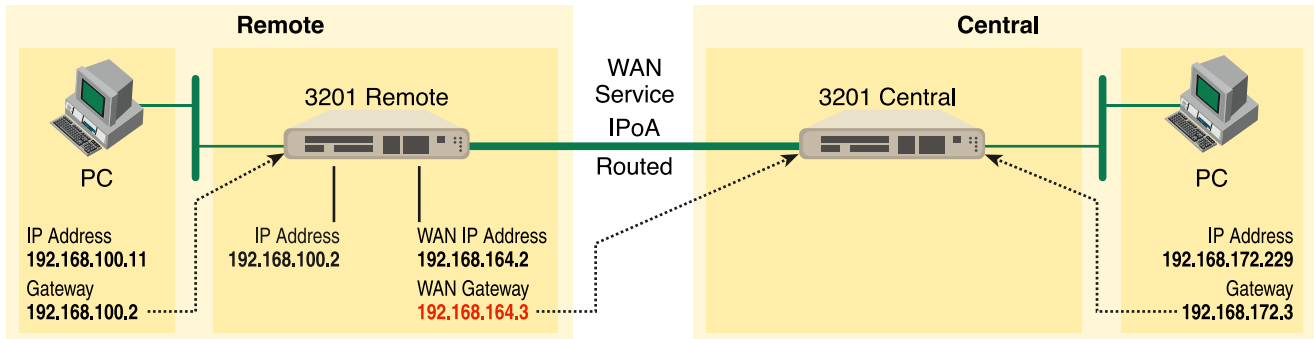 Remote
Central
3201 Remote
WAN
Service
IPoA
Routed
3201 Central
PC
PC
IP Address
192.168.100.11
Gateway
192.168.100.2
IP Address
192.168.100.2
WAN IP Address
192.168.164.2
WAN Gateway
192.168.164.3
IP Address
192.168.172.229
Gateway
192.168.172.3